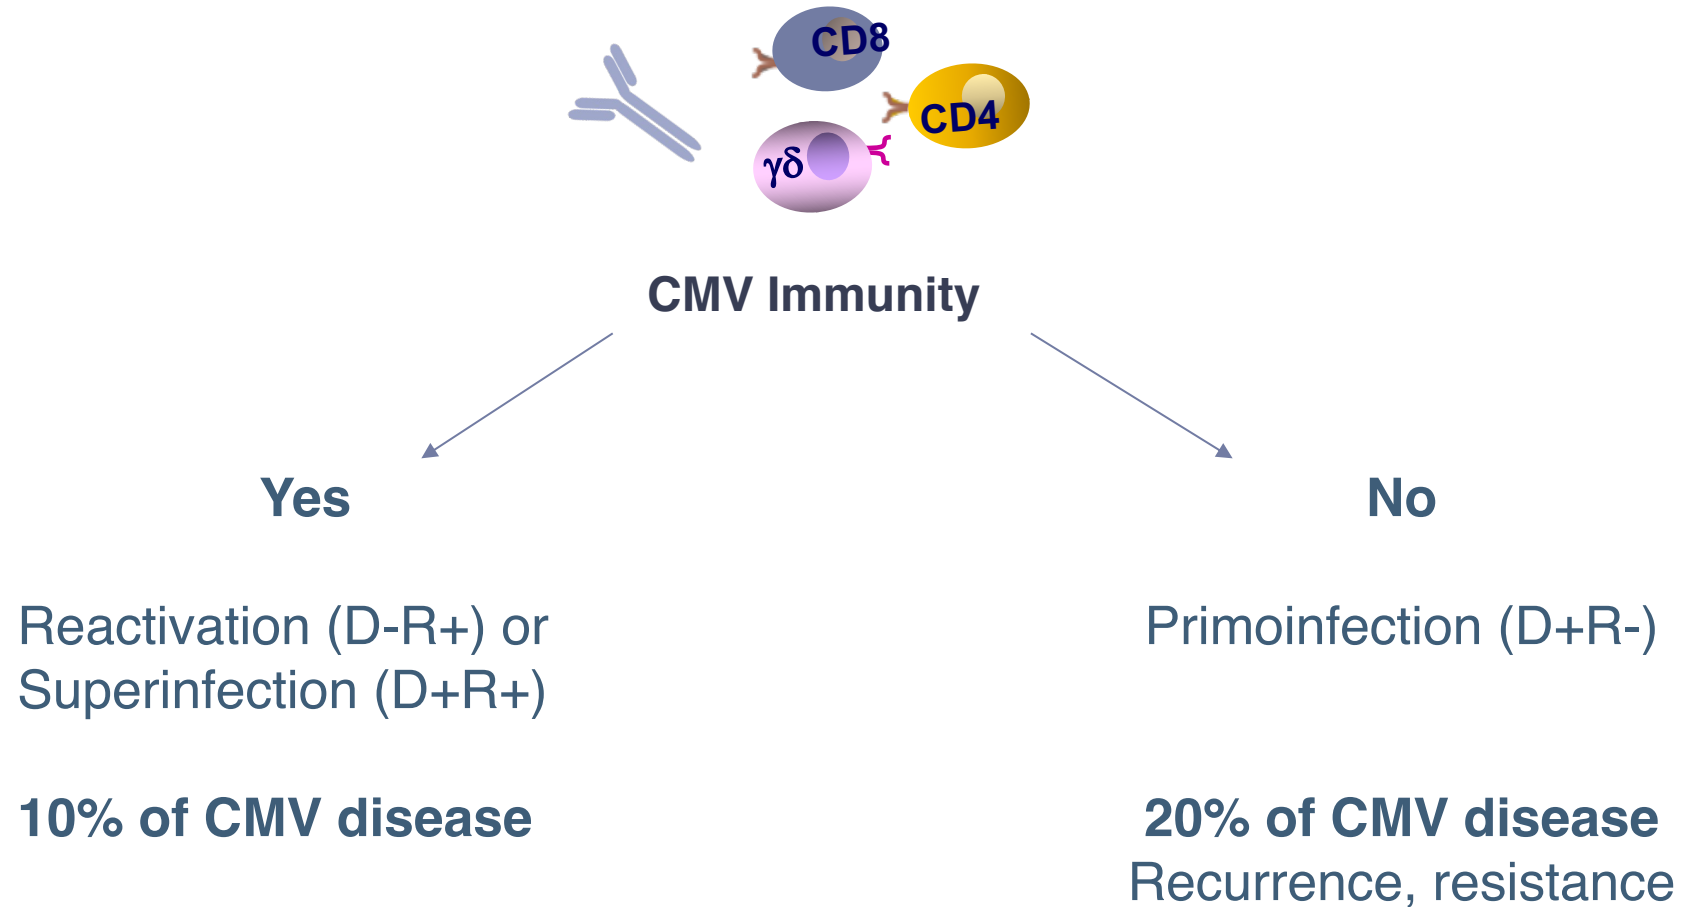 CD8
CD4
γδ
CMV Immunity
Yes
No
Reactivation (D-R+) or
Superinfection (D+R+)
Primoinfection (D+R-)
10% of CMV disease
20% of CMV disease
Recurrence, resistance